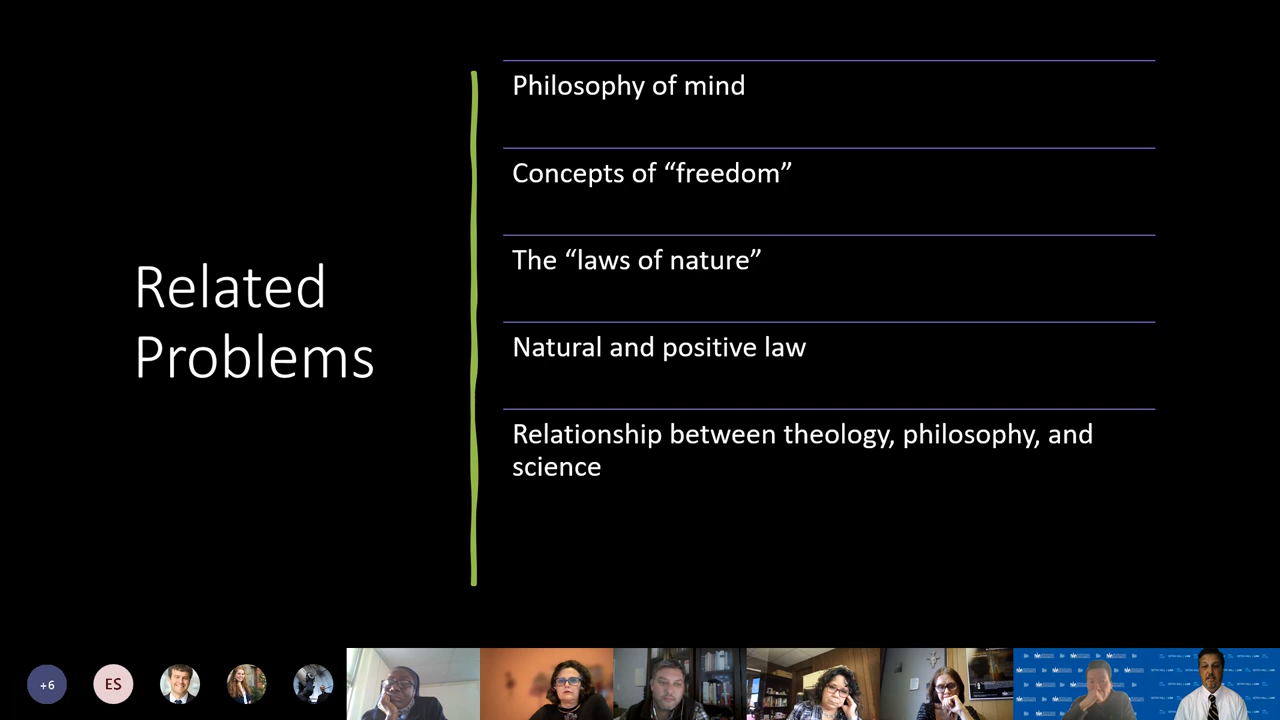 Related
Problems
Philosophy of mind
Concepts of “freedom”
The “laws of nature”
Natural and positive law
Relationship between theology, philosophy, and
science
+6
ES